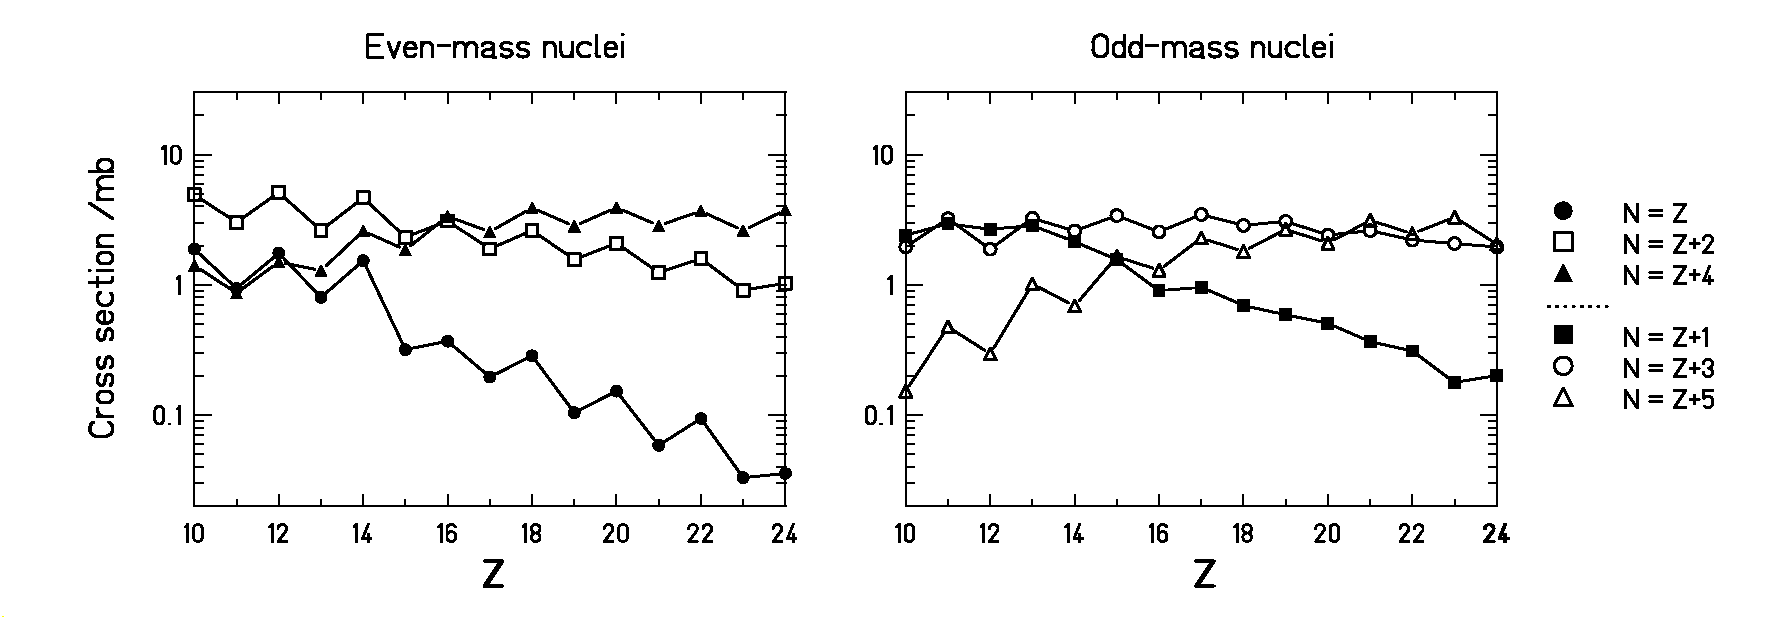 Even-mass nuclei
Odd-mass nuclei
Cross section /mb
10
1
0.1
10 12 14 16 18 20 22 24
Z
10
1
0.1
10 12 14 16 18 20 22 24
Z
N = Z
N = Z+2
N = Z+4
N = Z+1
N = Z+3
N = Z+5